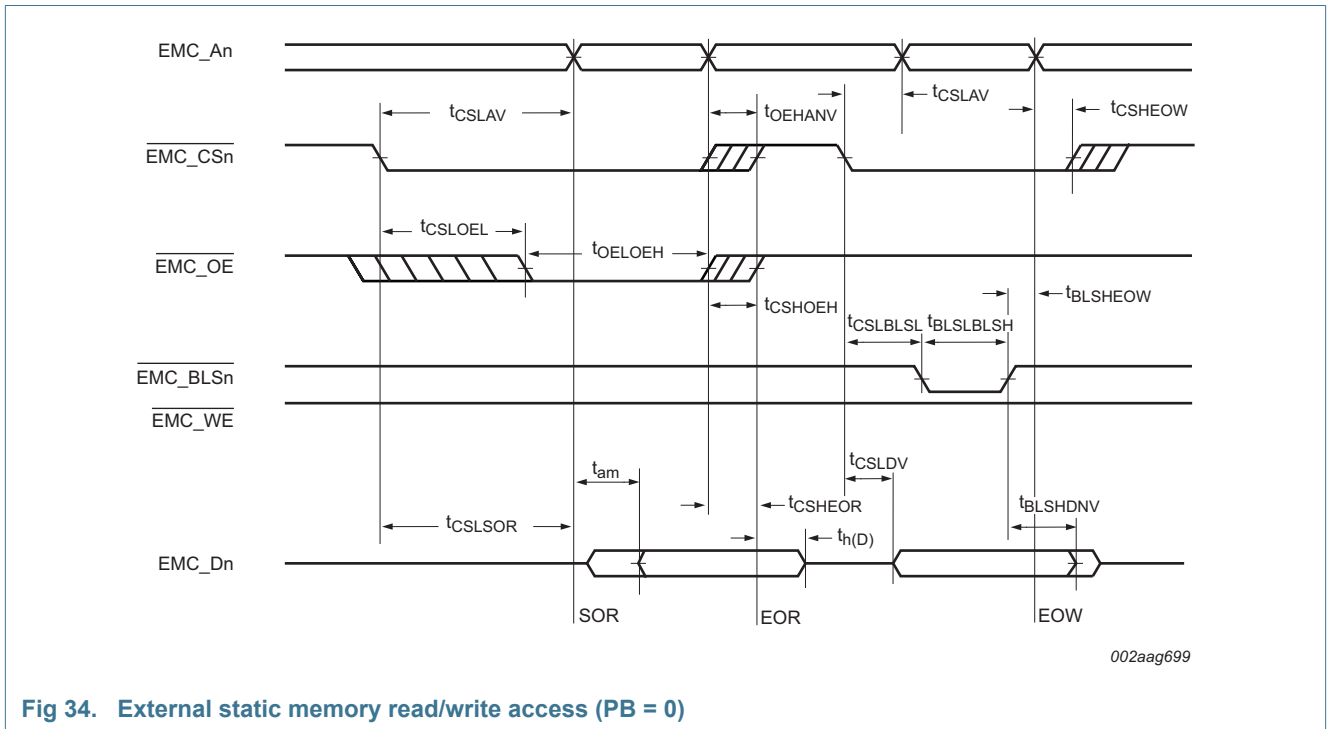 EMC_An
tCSLAV
tOEHANV
tCSLAV
tCSHEOW
EMC_CSn
tCSLOEL
tOELOEH
EMC_OE
tCSHOEH
tBLSHEOW
tCSLBLSL
tBLSLBLSH
EMC_BLSn
EMC_WE
tam
tCSLDV
tCSLSOR
tCSHEOR
tBLSHDNV
th(D)
EMC_Dn
SOR
EOR
EOW
002aag699
Fig 34. External static memory read/write access (PB = 0)